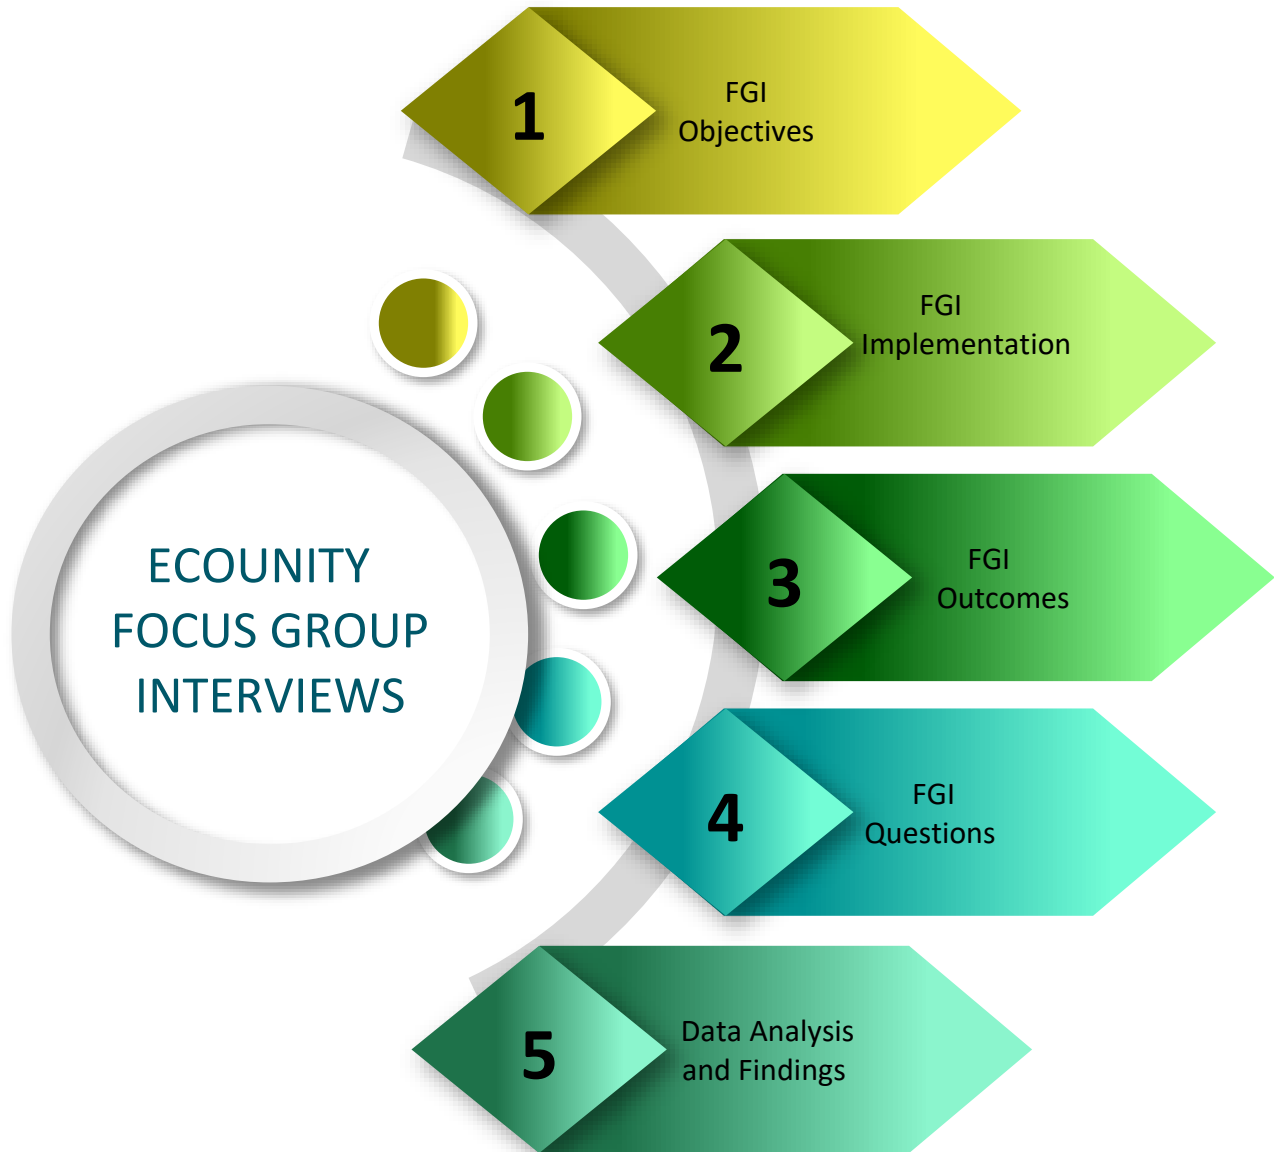 ECOUNITY
FOCUS GROUP
INTERVIEWS
1
FGI
Objectives
2
FGI
Implementation
3
FGI
Outcomes
4
FGI
Questions
5
Data Analysis
and Findings